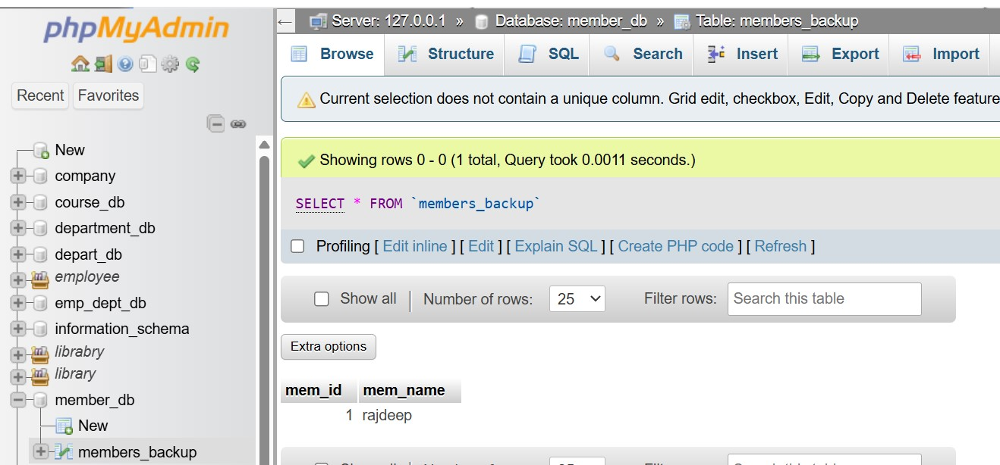 phpMyAdmin
Recent Favorites
New
company
course_db
department_db
depart_db
employee
emp_dept_db
information_schema
librabry
library
member_db
New
members_backup
Server: 127.0.0.1 » Database: member_db » Table: members_backup
Browse Structure SQL Search Insert Export Import
Current selection does not contain a unique column. Grid edit, checkbox, Edit, Copy and Delete feature
Showing rows 0 - 0 (1 total, Query took 0.0011 seconds.)
SELECT * FROM `members_backup`
Profiling [ Edit inline ] [ Edit ] [ Explain SQL ] [ Create PHP code ] [ Refresh ]
Show all | Number of rows: 25 Filter rows: Search this table
Extra options
mem_id mem_name
1 rajdeep